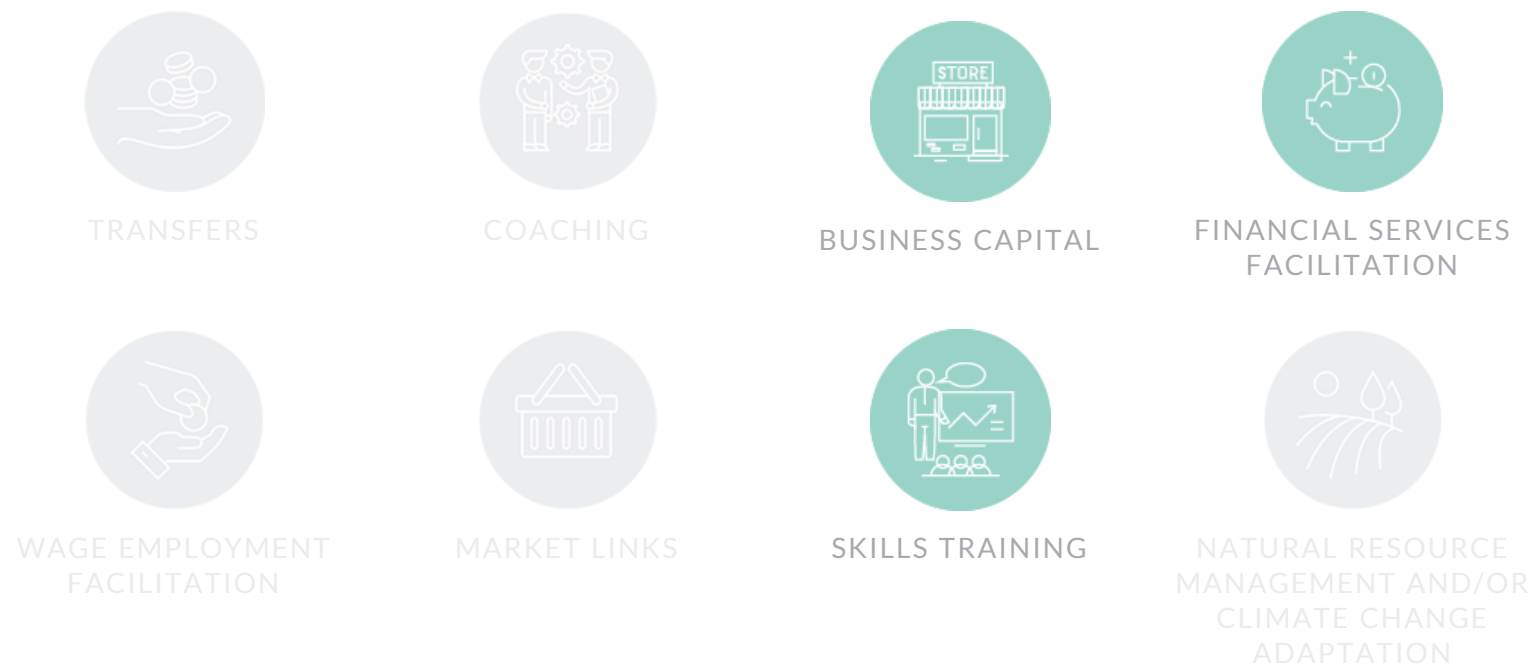 STORE
TRANSFERS
COACHING
BUSINESS CAPITAL
FINANCIAL SERVICES
FACILITATION
WAGE EMPLOYMENT
FACILITATION
MARKET LINKS
SKILLS TRAINING
NATURAL RESOURCE
MANAGEMENT AND/OR
CLIMATE CHANGE
ADAPTATION